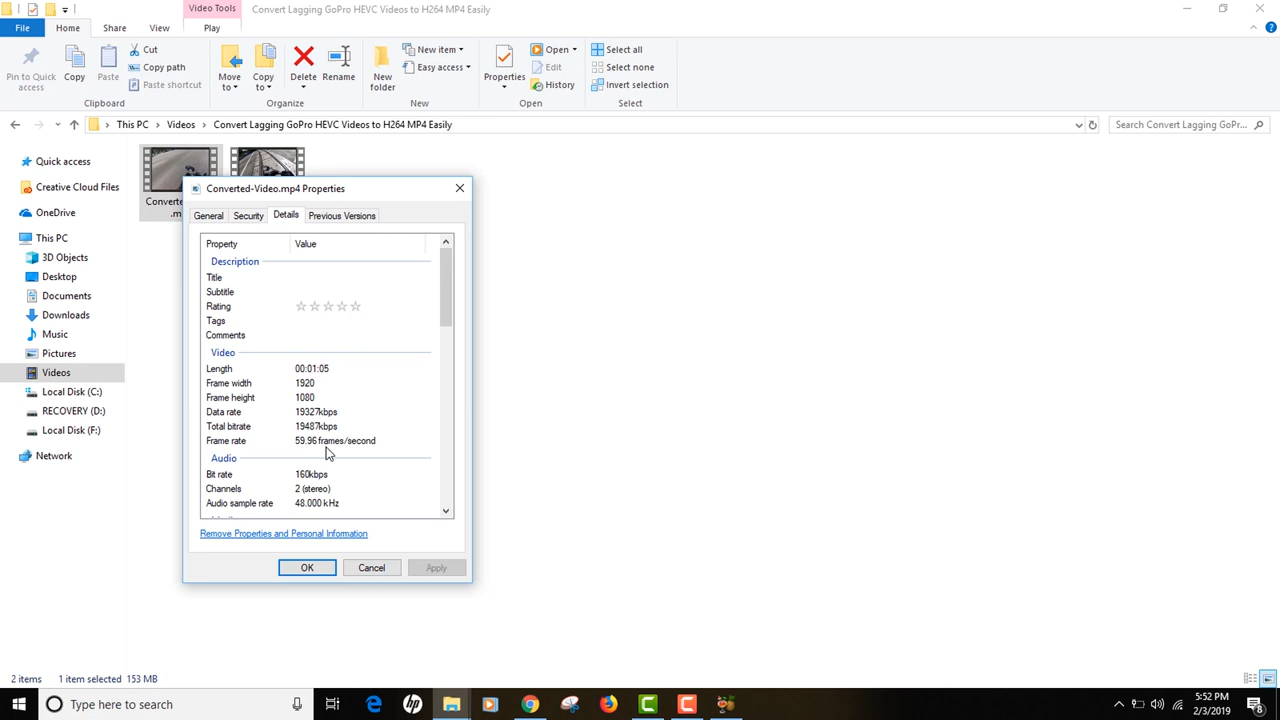 Video Tools
Convert Lagging GoPro HEVC Videos to H264 MP4 Easily
File
Home
Share
View
Play
Pin to Quick access
Copy
Paste
Cut
Copy path
Paste shortcut
Clipboard
Move to
Copy to
Delete
Rename
Organize
New folder
New item
Easy access
New
Properties
Open
Edit
History
Open
Select all
Select none
Invert selection
Select
This PC > Videos > Convert Lagging GoPro HEVC Videos to H264 MP4 Easily
Search Convert Lagging GoPr...
Quick access
Creative Cloud Files
OneDrive
This PC
3D Objects
Desktop
Documents
Downloads
Music
Pictures
Videos
Local Disk (C:)
RECOVERY (D:)
Local Disk (F:)
Network
Converted-Video.mp4 Properties
General
Security
Details
Previous Versions
Property Value
Description
Title
Subtitle
Rating
Tags
Comments
Video
Length 00:01:05
Frame width 1920
Frame height 1080
Data rate 19327kbps
Total bitrate 19487kbps
Frame rate 59.96 frames/second
Audio
Bit rate 160kbps
Channels 2 (stereo)
Audio sample rate 48.000 kHz
Remove Properties and Personal Information
OK
Cancel
Apply
2 items 1 item selected 153 MB
Type here to search
hp
5:52 PM
2/3/2019
8